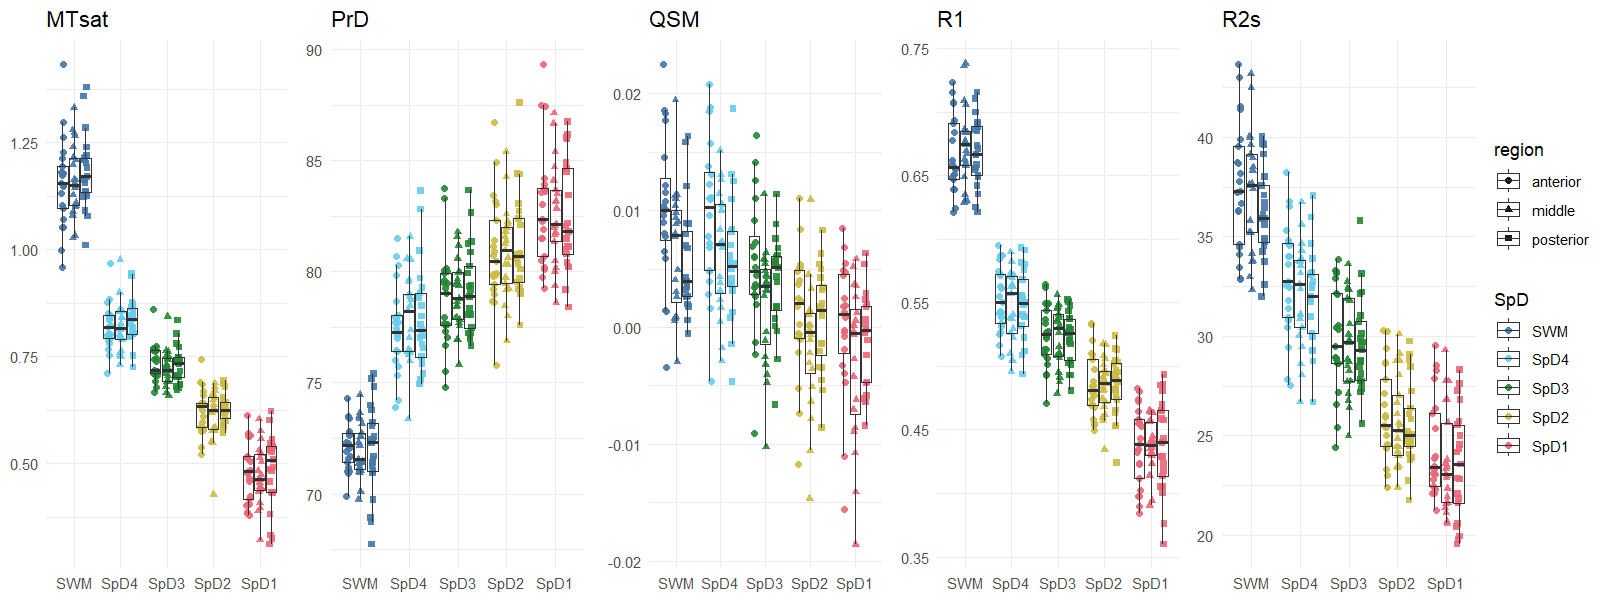 MTsat
PrD
QSM
R1
R2s
1.25
1.00
0.75
0.50
SWM
SpD4
SpD3
SpD2
SpD1
90
85
80
75
70
SWM
SpD4
SpD3
SpD2
SpD1
0.02
0.01
0.00
-0.01
-0.02
SWM
SpD4
SpD3
SpD2
SpD1
0.75
0.65
0.55
0.45
0.35
SWM
SpD4
SpD3
SpD2
SpD1
40
35
30
25
20
SWM
SpD4
SpD3
SpD2
SpD1
region
anterior
middle
posterior
SpD
SWM
SpD4
SpD3
SpD2
SpD1